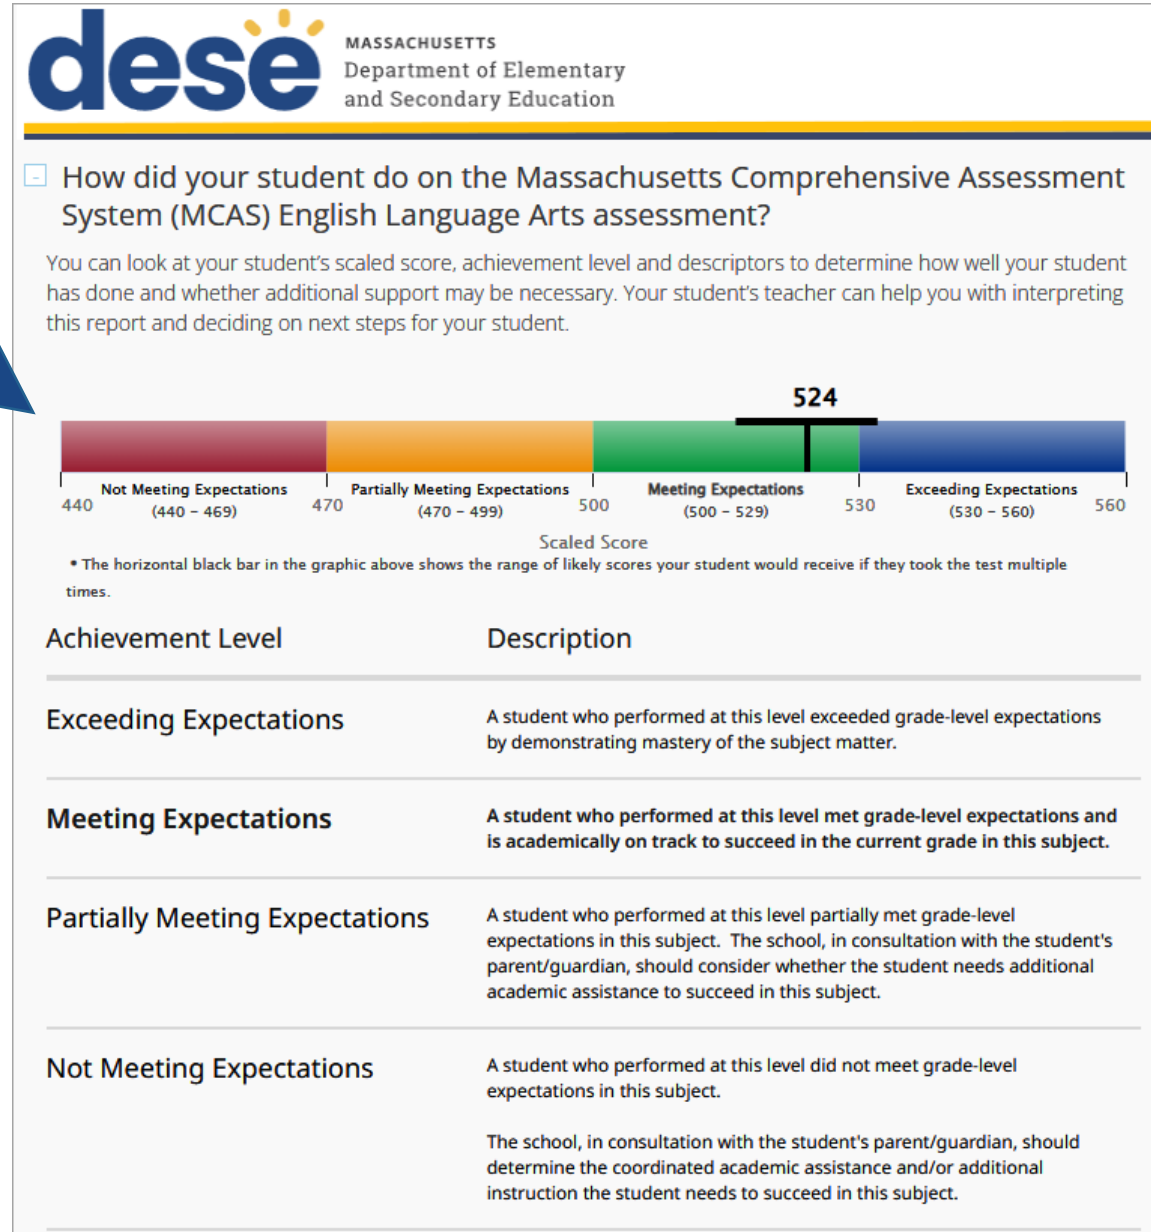 dese
MASSACHUSETTS
Department of Elementary
and Secondary Education
-
How did your student do on the Massachusetts Comprehensive Assessment
System (MCAS) English Language Arts assessment?
You can look at your student's scaled score, achievement level and descriptors to determine how well your student
has done and whether additional support may be necessary. Your student's teacher can help you with interpreting
this report and deciding on next steps for your student.
524
440 Not Meeting Expectations 470 Partially Meeting Expectations 500 Meeting Expectations 530 Exceeding Expectations 560
(440 - 469) (470 - 499) (500 - 529) (530 - 560)
Scaled Score
* The horizontal black bar in the graphic above shows the range of likely scores your student would receive if they took the test multiple
times.
Achievement Level Description
Exceeding Expectations
A student who performed at this level exceeded grade-level expectations
by demonstrating mastery of the subject matter.
Meeting Expectations
A student who performed at this level met grade-level expectations and
is academically on track to succeed in the current grade in this subject.
Partially Meeting Expectations
A student who performed at this level partially met grade-level
expectations in this subject. The school, in consultation with the student's
parent/guardian, should consider whether the student needs additional
academic assistance to succeed in this subject.
Not Meeting Expectations
A student who performed at this level did not meet grade-level
expectations in this subject.
The school, in consultation with the student's parent/guardian, should
determine the coordinated academic assistance and/or additional
instruction the student needs to succeed in this subject.